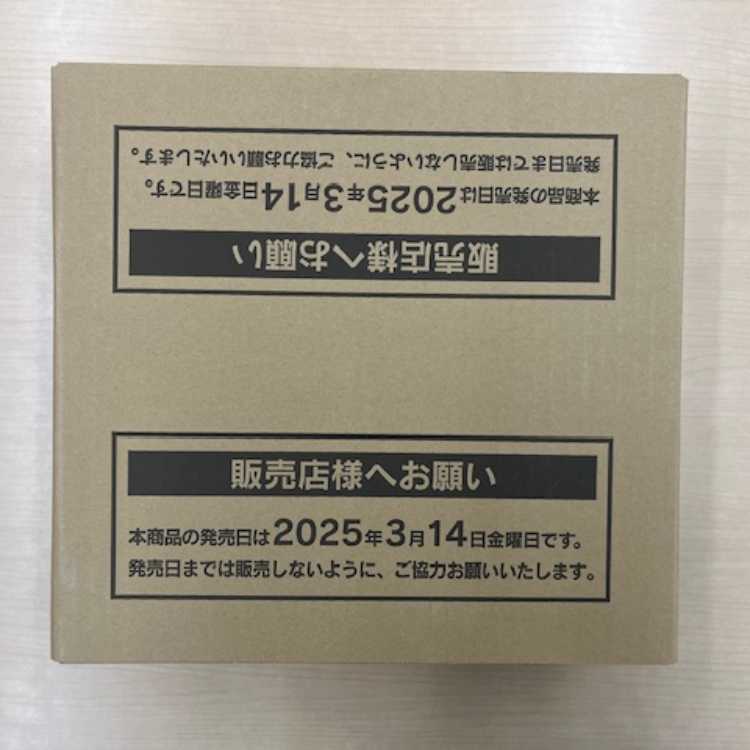 発売日までは販売しないように、ご協力お願いいたします。
本商品の発売日は2025年3月14日金曜日です。
販売店様へお願い
販売店様へお願い
本商品の発売日は2025年3月14日金曜日です。
発売日までは販売しないように、ご協力お願いいたします。